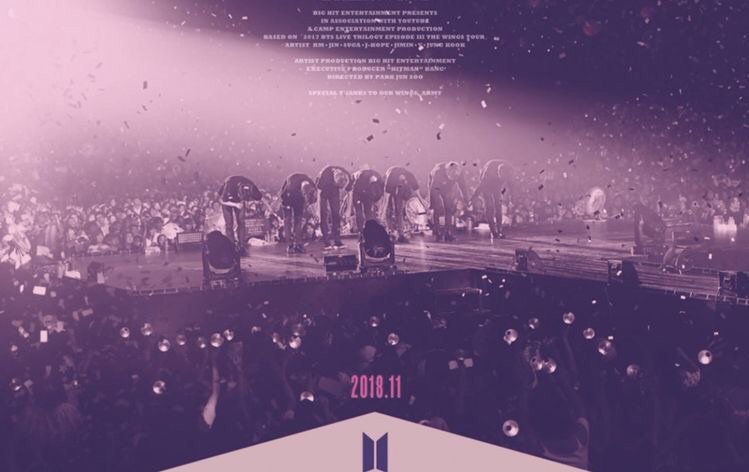 BIG HIT ENTERTAINMENT PRESENTS
IN ASSOCIATION WITH YOUTUBE
A CAMP ENTERTAINMENT PRODUCTION
BASED ON "2017 BTS LIVE TRILOGY EPISODE III THE WINGS TOUR
ARTIST RM · JIN · SUGA · J-HOPE · JIMIN · V · JUNG KOOK
ARTIST PRODUCTION BIG HIT ENTERTAINMENT
EXECUTIVE PRODUCER "HITMAN" BANG
DIRECTED BY PARK JUN SOO
SPECIAL THANKS TO OUR WINGS, ARMY
2018.11